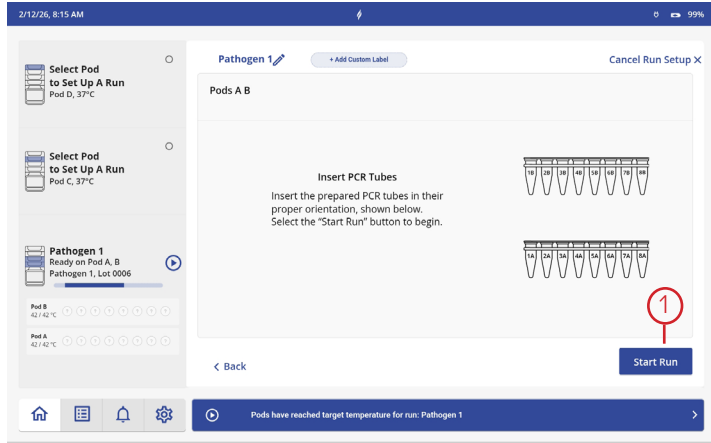 2/12/26, 8:15 AM
99%
Select Pod
to Set Up A Run
Pod D, 37°C
Select Pod
to Set Up A Run
Pod C, 37°C
Pathogen 1
Ready on Pod A, B
Pathogen 1, Lot 0006
Pod B
42 / 42 °C
Pod A
42 / 42 °C
Pathogen 1
+ Add Custom Label
Cancel Run Setup X
Pods A B
Insert PCR Tubes
Insert the prepared PCR tubes in their
proper orientation, shown below.
Select the “Start Run” button to begin.
1B 2B 3B 4B 5B 6B 7B 8B
1A 2A 3A 4A 5A 6A 7A 8A
1
< Back
Start Run
Pods have reached target temperature for run: Pathogen 1